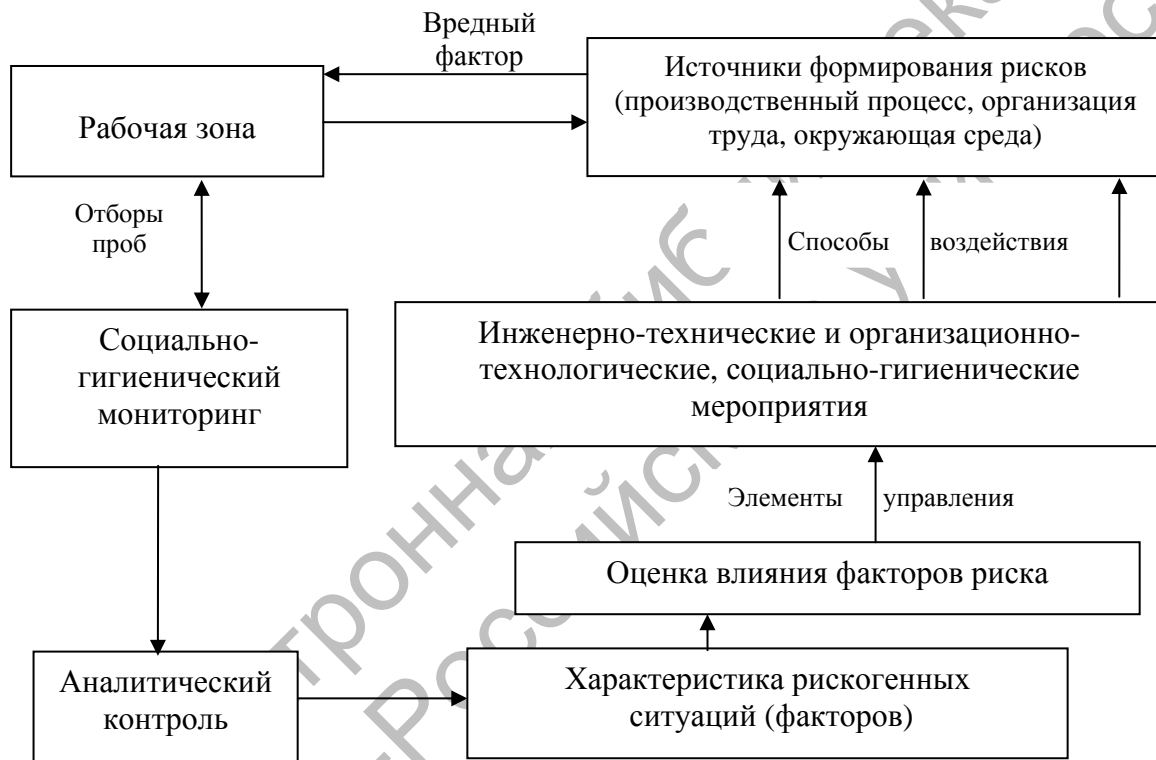 Вредный
фактор
Рабочая зона
Источники формирования рисков
(производственный процесс, организация
труда, окружающая среда)
Отборы
проб
Способы воздействия
Социально-
гигиенический
мониторинг
Инженерно-технические и организационно-
технологические, социально-гигиенические
мероприятия
Элементы управления
Оценка влияния факторов риска
Аналитический
контроль
Характеристика рискогенных
ситуаций (факторов)